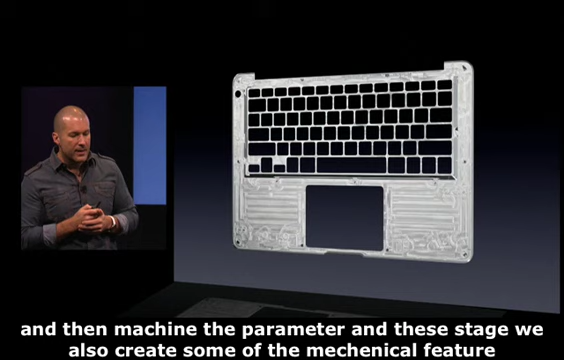 and then machine the parameter and these stage we
also create some of the mechenical feature